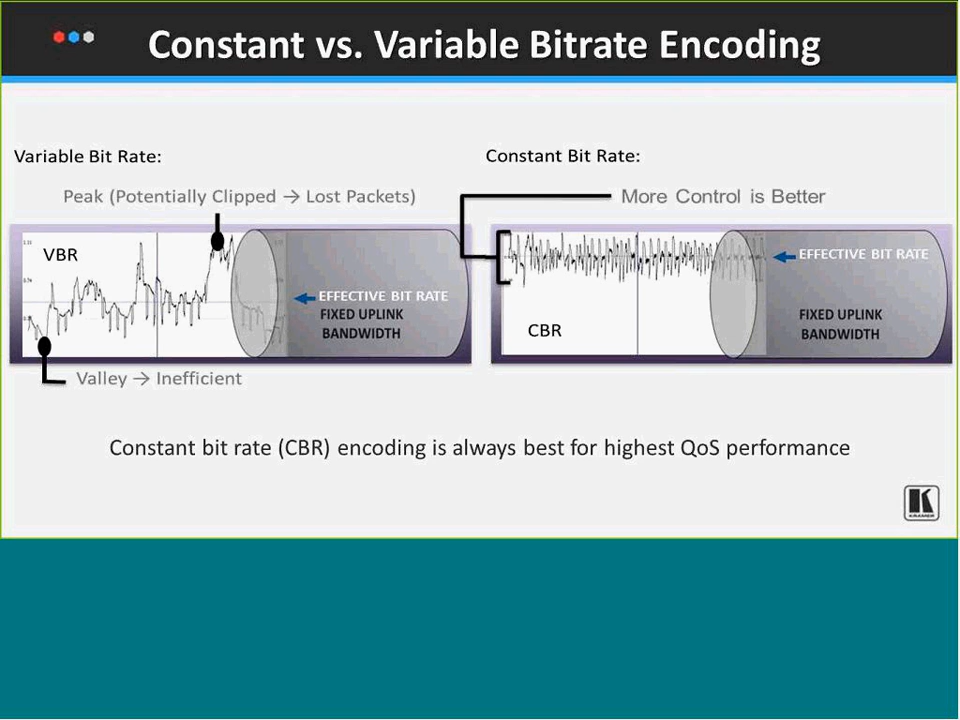 Constant vs. Variable Bitrate Encoding
Variable Bit Rate:
Peak (Potentially Clipped → Lost Packets)
VBR
EFFECTIVE BIT RATE
FIXED UPLINK
BANDWIDTH
Valley → Inefficient
Constant Bit Rate:
More Control is Better
EFFECTIVE BIT RATE
CBR
FIXED UPLINK
BANDWIDTH
Constant bit rate (CBR) encoding is always best for highest QoS performance
KRAMER